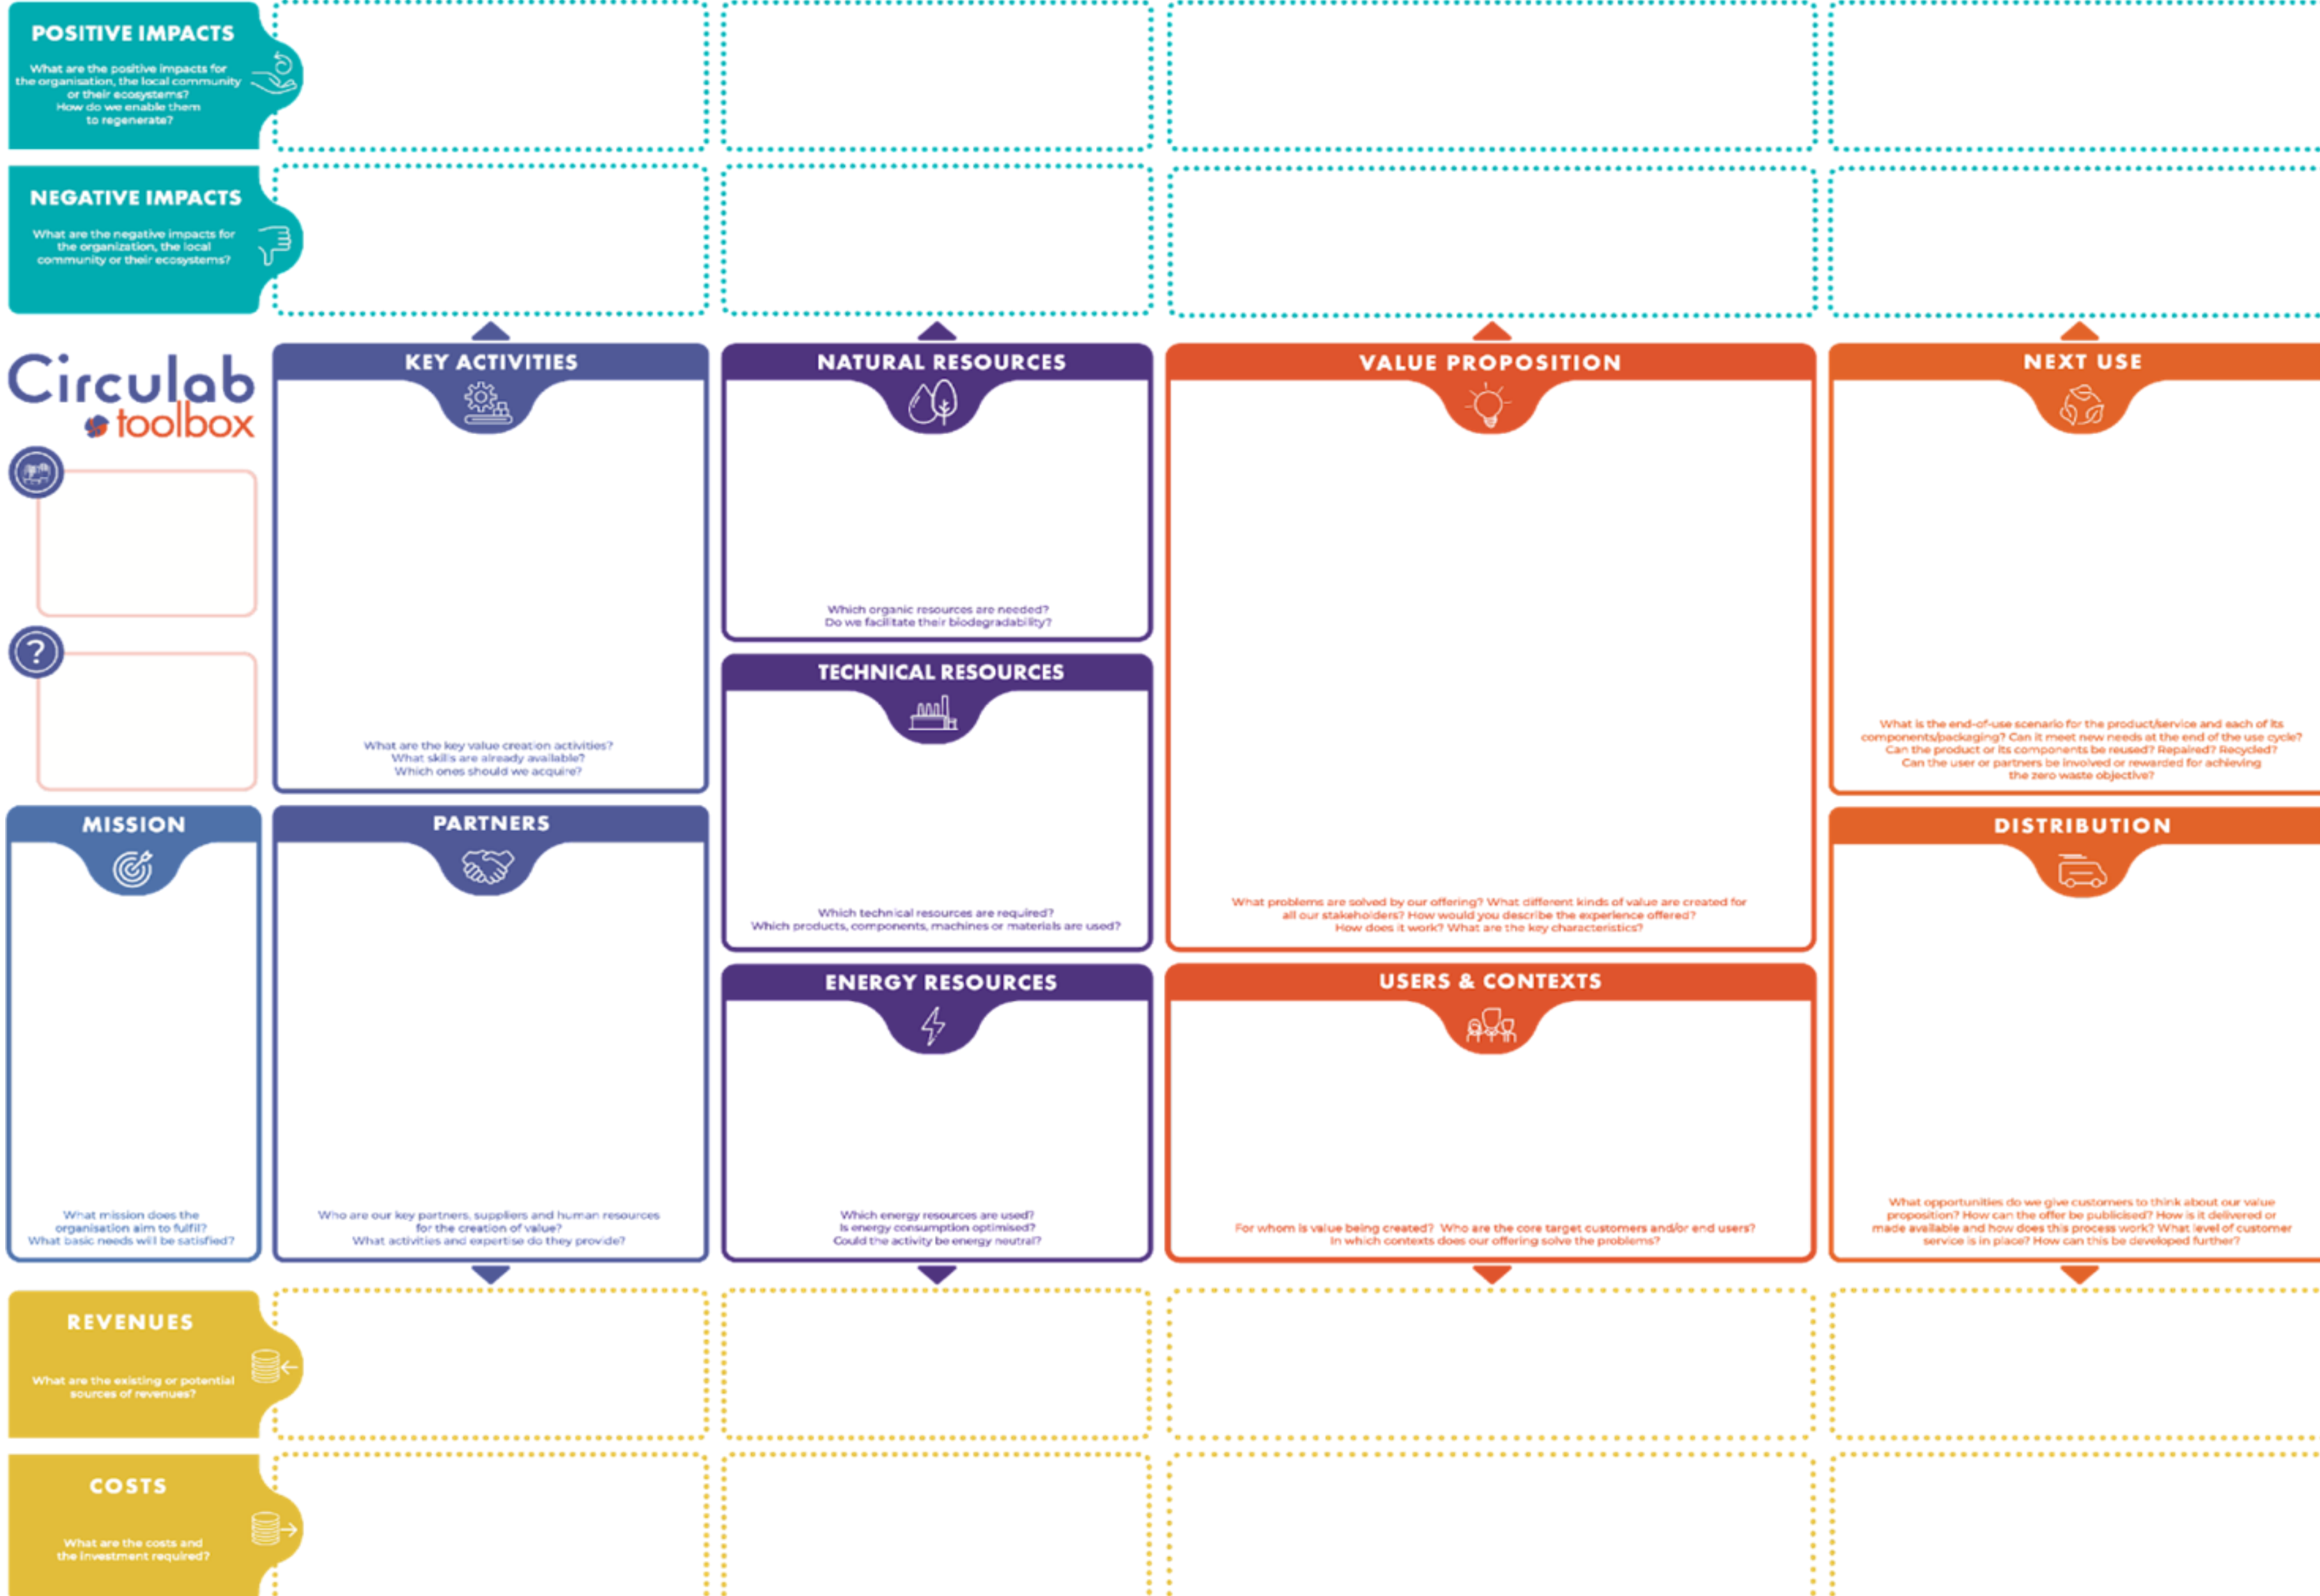 POSITIVE IMPACTS
What are the positive impacts for
the organisation, the local community
or their ecosystems?
How do we enable them
to regenerate?
NEGATIVE IMPACTS
What are the negative impacts for
the organization, the local
community or their ecosystems?
Circulab
toolbox
?
KEY ACTIVITIES
What are the key value creation activities?
What skills are already available?
Which ones should we acquire?
NATURAL RESOURCES
Which organic resources are needed?
Do we facilitate their biodegradability?
TECHNICAL RESOURCES
Which technical resources are required?
Which products, components, machines or materials are used?
VALUE PROPOSITION
What problems are solved by our offering? What different kinds of value are created for
all our stakeholders? How would you describe the experience offered?
How does it work? What are the key characteristics?
NEXT USE
What is the end-of-use scenario for the product/service and each of its
components/packaging? Can it meet new needs at the end of the use cycle?
Can the product or its components be reused? Repaired? Recycled?
Can the user or partners be involved or rewarded for achieving
the zero waste objective?
MISSION
What mission does the
organisation aim to fulfil?
What basic needs will be satisfied?
PARTNERS
Who are our key partners, suppliers and human resources
for the creation of value?
What activities and expertise do they provide?
ENERGY RESOURCES
Which energy resources are used?
Is energy consumption optimised?
Could the activity be energy neutral?
USERS & CONTEXTS
For whom is value being created? Who are the core target customers and/or end users?
In which contexts does our offering solve the problems?
DISTRIBUTION
What opportunities do we give customers to think about our value
proposition? How can the offer be publicised? How is it delivered or
made available and how does this process work? What level of customer
service is in place? How can this be developed further?
REVENUES
What are the existing or potential
sources of revenues?
COSTS
What are the costs and
the investment required?